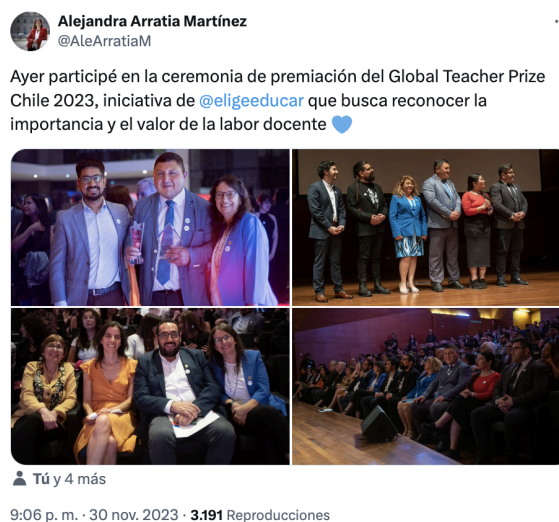 Alejandra Arratia Martínez
@AleArratiaM
Ayer participé en la ceremonia de premiación del Global Teacher Prize
Chile 2023, iniciativa de @eligeeducar que busca reconocer la
importancia y el valor de la labor docente 💙
Tú y 4 más
9:06 p. m. · 30 nov. 2023 · 3.191 Reproducciones